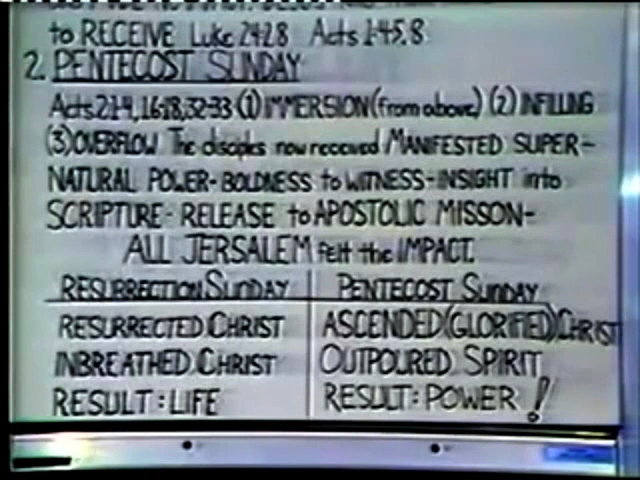 to RECEIVE Luke 24:28 Acts 1:4-5,8
2. PENTECOST SUNDAY
Acts 2:1-4, 16-18, 32-33 (1) IMMERSION (from above) (2) INFILLING
(3) OVERFLOW The disciples now received MANIFESTED SUPER-
NATURAL POWER - BOLDNESS to WITNESS - INSIGHT into
SCRIPTURE - RELEASE to APOSTOLIC MISSON -
ALL JERSALEM felt the IMPACT.
RESURRECTION SUNDAY PENTECOST SUNDAY
RESURRECTED CHRIST ASCENDED (GLORIFIED) CHRIST
INBREATHED CHRIST OUTPOURED SPIRIT
RESULT: LIFE RESULT: POWER!